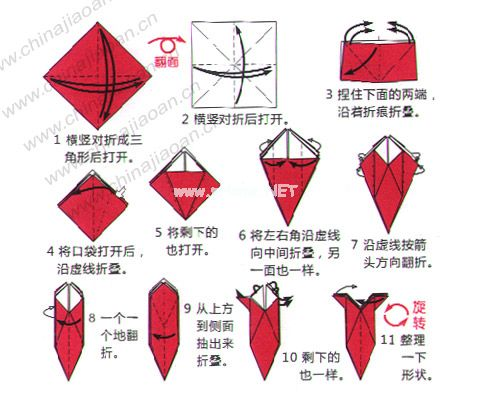 翻面
1 横竖对折成三
角形后打开。
2 横竖对折后打开。
3 捏住下面的两端，
沿着折痕折叠。
4 将口袋打开后，
沿虚线折叠。
5 将剩下的
也打开。
6 将左右角沿虚线
向中间折叠，另
一面也一样。
7 沿虚线按箭
头方向翻折。
8 一个一
个地翻
折。
9 从上方
到侧面
抽出来
折叠。
10 剩下的
也一样。
旋转
11 整理
一下
形状。
www.chinajiaoan.cn
www.chinajiaoan.cn